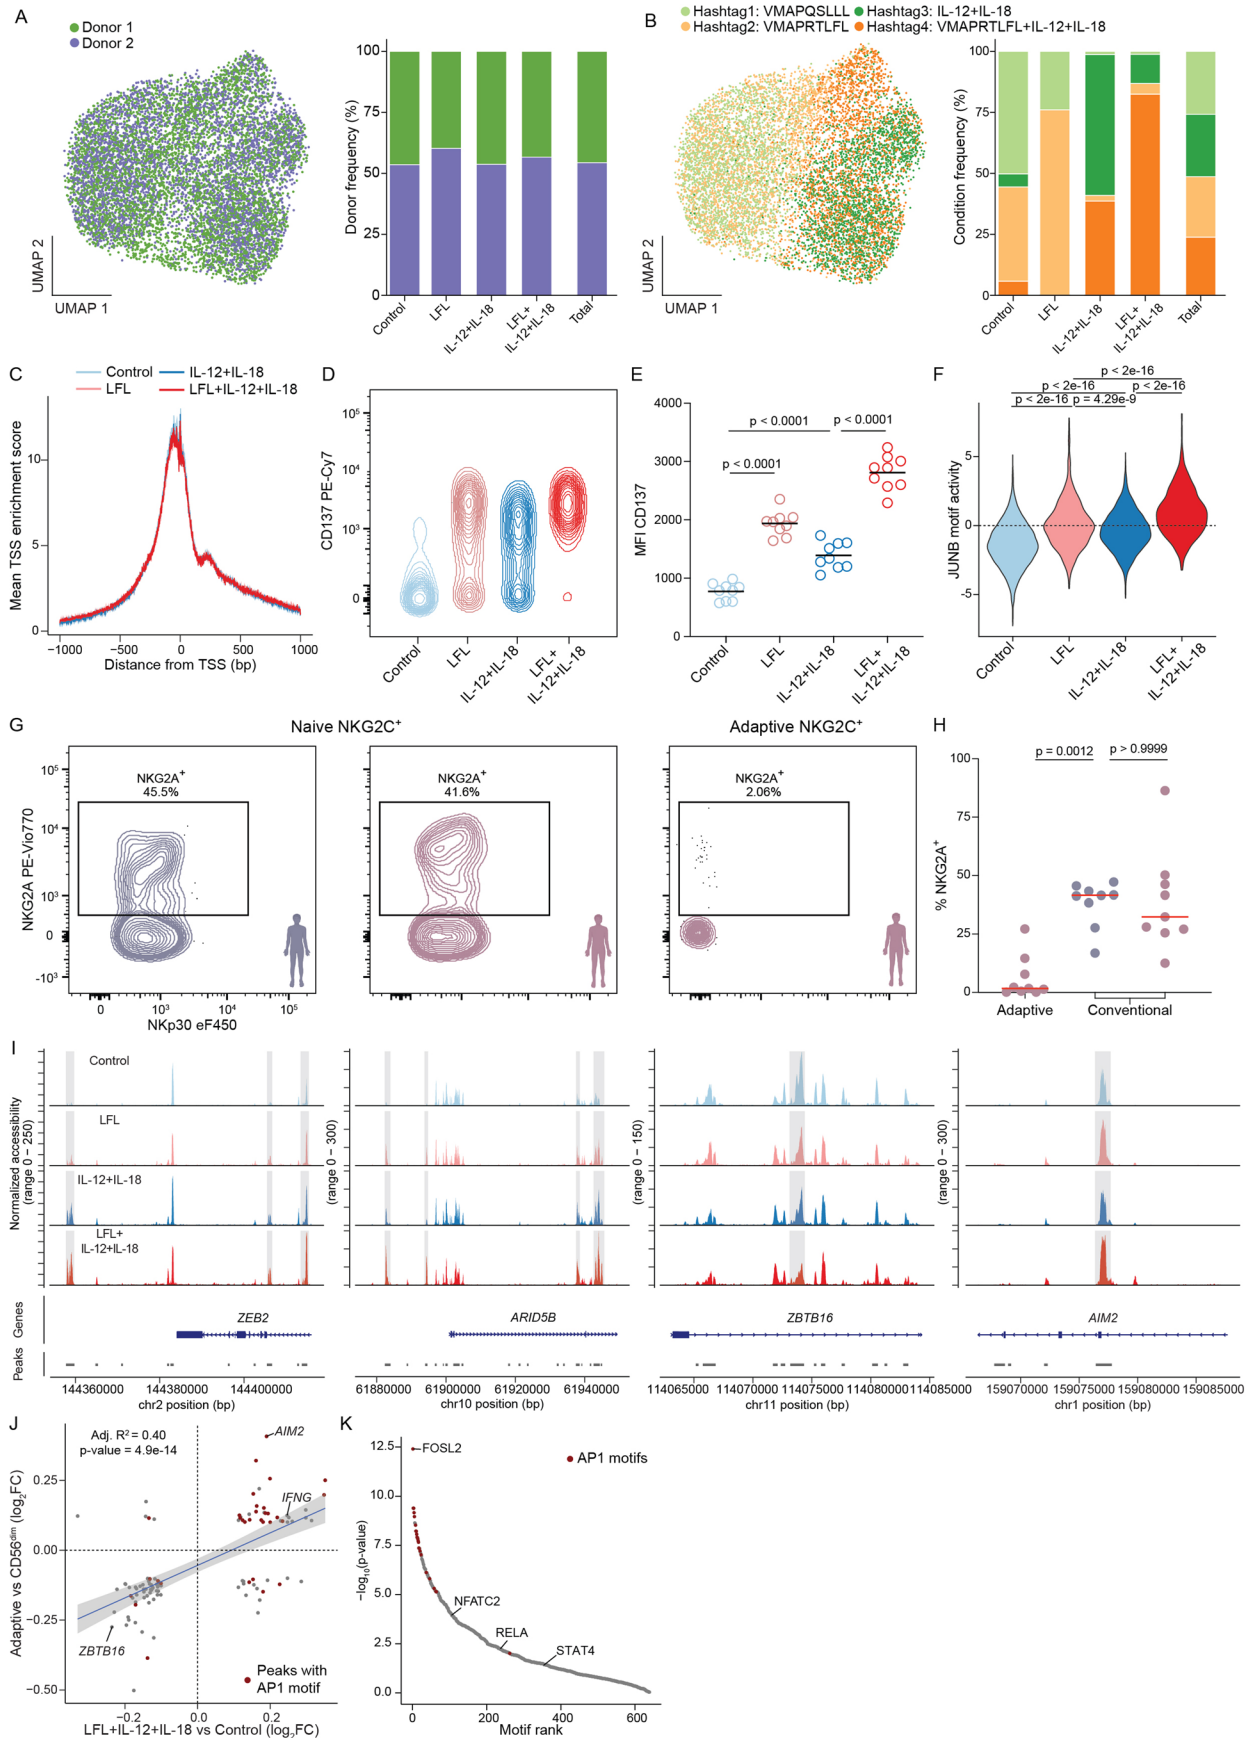 A
Donor 1
Donor 2
UMAP 2
UMAP 1
Donor frequency (%)
100
75
50
25
0
Control
LFL
IL-12+IL-18
LFL+
IL-12+IL-18
Total
B
Hashtag1: VMAPQSLLL
Hashtag3: IL-12+IL-18
Hashtag2: VMAPRTLFL
Hashtag4: VMAPRTLFL+IL-12+IL-18
UMAP 2
UMAP 1
Condition frequency (%)
100
75
50
25
0
Control
LFL
IL-12+IL-18
LFL+
IL-12+IL-18
Total
C
Control
IL-12+IL-18
LFL
LFL+IL-12+IL-18
Mean TSS enrichment score
10
5
0
−1000
−500
0
500
1000
Distance from TSS (bp)
D
CD137 PE-Cy7
10⁵
10⁴
10³
0
Control
LFL
IL-12+IL-18
LFL+
IL-12+IL-18
E
MFI CD137
4000
3000
2000
1000
0
p < 0.0001
p < 0.0001
p < 0.0001
Control
LFL
IL-12+IL-18
LFL+
IL-12+IL-18
F
p < 2e-16
p < 2e-16
p < 2e-16
p < 2e-16
p = 4.29e-9
JUNB motif activity
5
0
-5
Control
LFL
IL-12+IL-18
LFL+
IL-12+IL-18
G
Naive NKG2C⁺
Adaptive NKG2C⁺
NKG2A PE-Vio770
10⁵
10⁴
10³
0
-10³
NKG2A⁺
45.5%
NKG2A⁺
41.6%
NKG2A⁺
2.06%
0
10³
10⁴
10⁵
NKp30 eF450
H
% NKG2A⁺
100
75
50
25
0
p = 0.0012
p > 0.9999
Adaptive
Conventional
I
Normalized accessibility
(range 0 – 250)
(range 0 – 300)
(range 0 – 150)
(range 0 – 300)
Control
LFL
IL-12+IL-18
LFL+
IL-12+IL-18
Genes
ZEB2
ARID5B
ZBTB16
AIM2
Peaks
144360000
144380000
144400000
chr2 position (bp)
61880000
61900000
61920000
61940000
chr10 position (bp)
114065000
114070000
114075000
114080000
114085000
chr11 position (bp)
159070000
159075000
159080000
159085000
chr1 position (bp)
J
Adj. R² = 0.40
p-value = 4.9e-14
AIM2
IFNG
ZBTB16
Peaks with
AP1 motif
Adaptive vs CD56ᵈⁱᵐ (log₂FC)
0.25
0.00
−0.25
−0.50
−0.2
0.0
0.2
LFL+IL-12+IL-18 vs Control (log₂FC)
K
FOSL2
AP1 motifs
NFATC2
RELA
STAT4
−log₁₀(p-value)
12.5
10.0
7.5
5.0
2.5
0.0
0
200
400
600
Motif rank